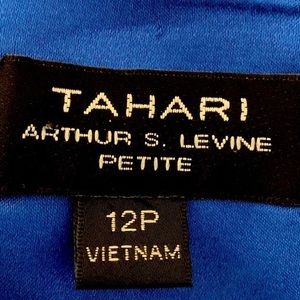 TAHARI
ARTHUR S. LEVINE
PETITE
12P
VIETNAM